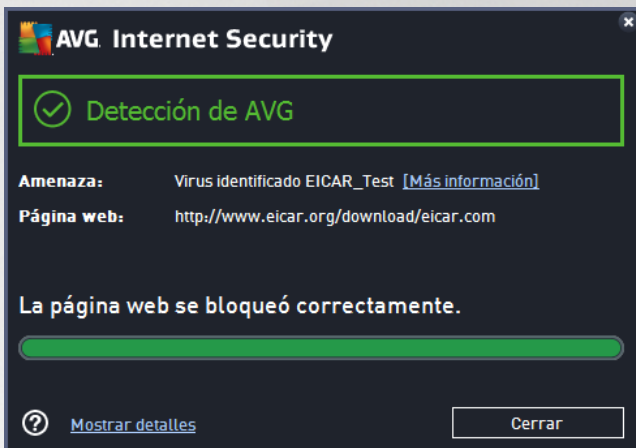 AVG. Internet Security
Detección de AVG
Amenaza: Virus identificado EICAR_Test [Más información]
Página web: http://www.eicar.org/download/eicar.com
La página web se bloqueó correctamente.
? Mostrar detalles Cerrar